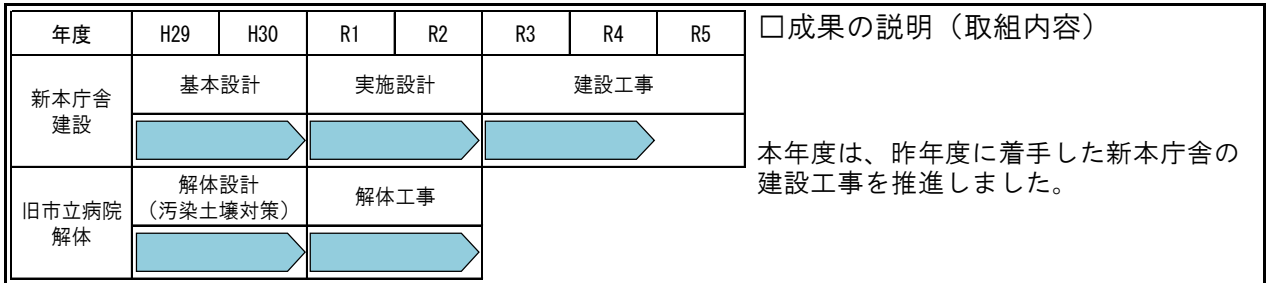 年度 H29 H30 R1 R2 R3 R4 R5
新本庁舎
建設
基本設計 実施設計 建設工事
旧市立病院
解体
解体設計
（汚染土壌対策）
解体工事
□成果の説明（取組内容）
本年度は、昨年度に着手した新本庁舎の
建設工事を推進しました。